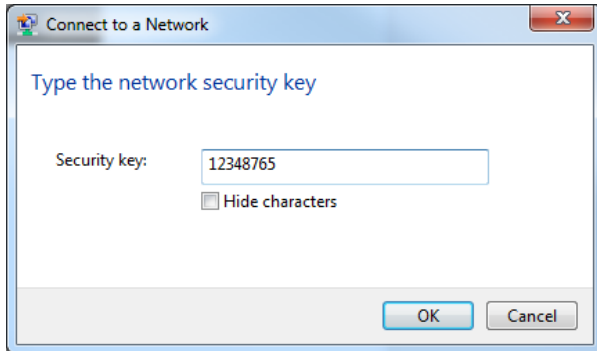 Connect to a Network
Type the network security key
Security key: 12348765
Hide characters
OK Cancel